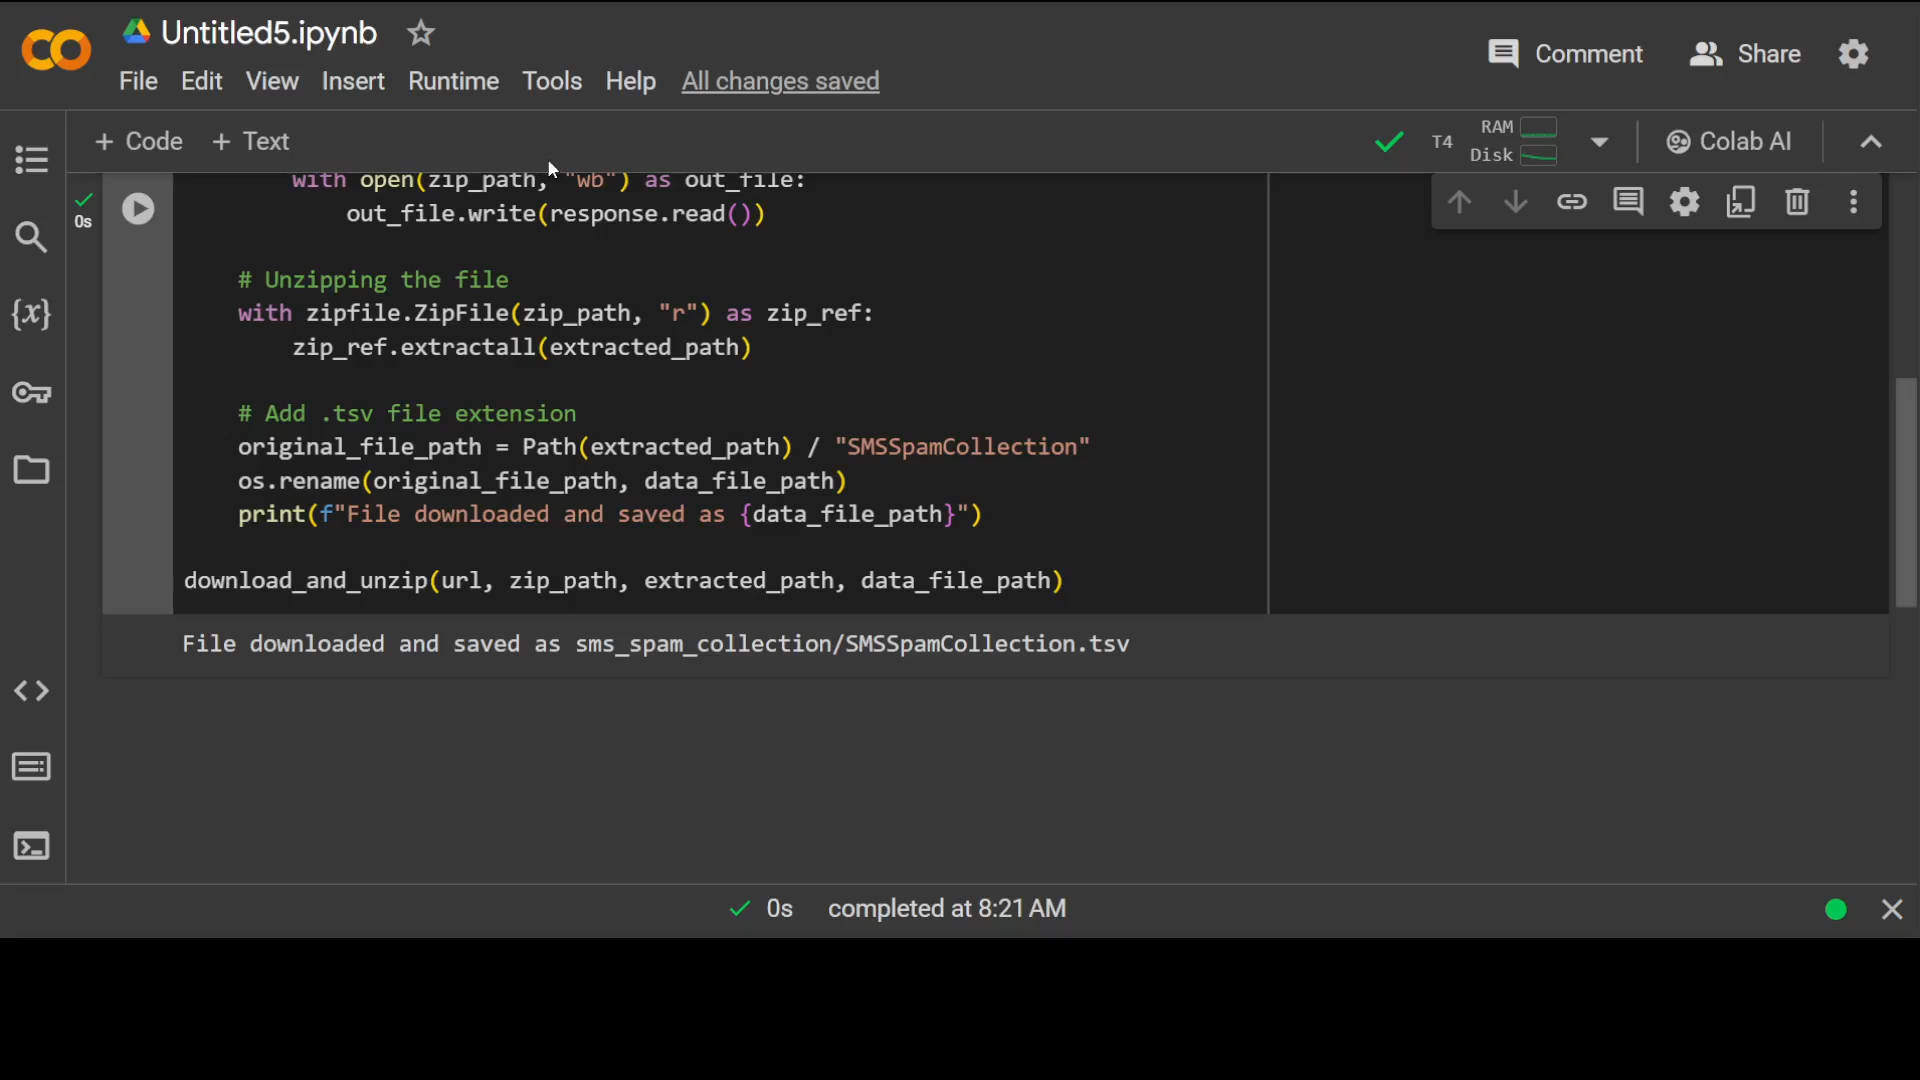 Untitled5.ipynb
File Edit View Insert Runtime Tools Help All changes saved
Comment Share
+ Code + Text
T4 RAM Disk Colab AI
0s
with open(zip_path, "wb") as out_file:
out_file.write(response.read())
# Unzipping the file
with zipfile.ZipFile(zip_path, "r") as zip_ref:
zip_ref.extractall(extracted_path)
# Add .tsv file extension
original_file_path = Path(extracted_path) / "SMSSpamCollection"
os.rename(original_file_path, data_file_path)
print(f"File downloaded and saved as {data_file_path}")
download_and_unzip(url, zip_path, extracted_path, data_file_path)
File downloaded and saved as sms_spam_collection/SMSSpamCollection.tsv
0s completed at 8:21 AM